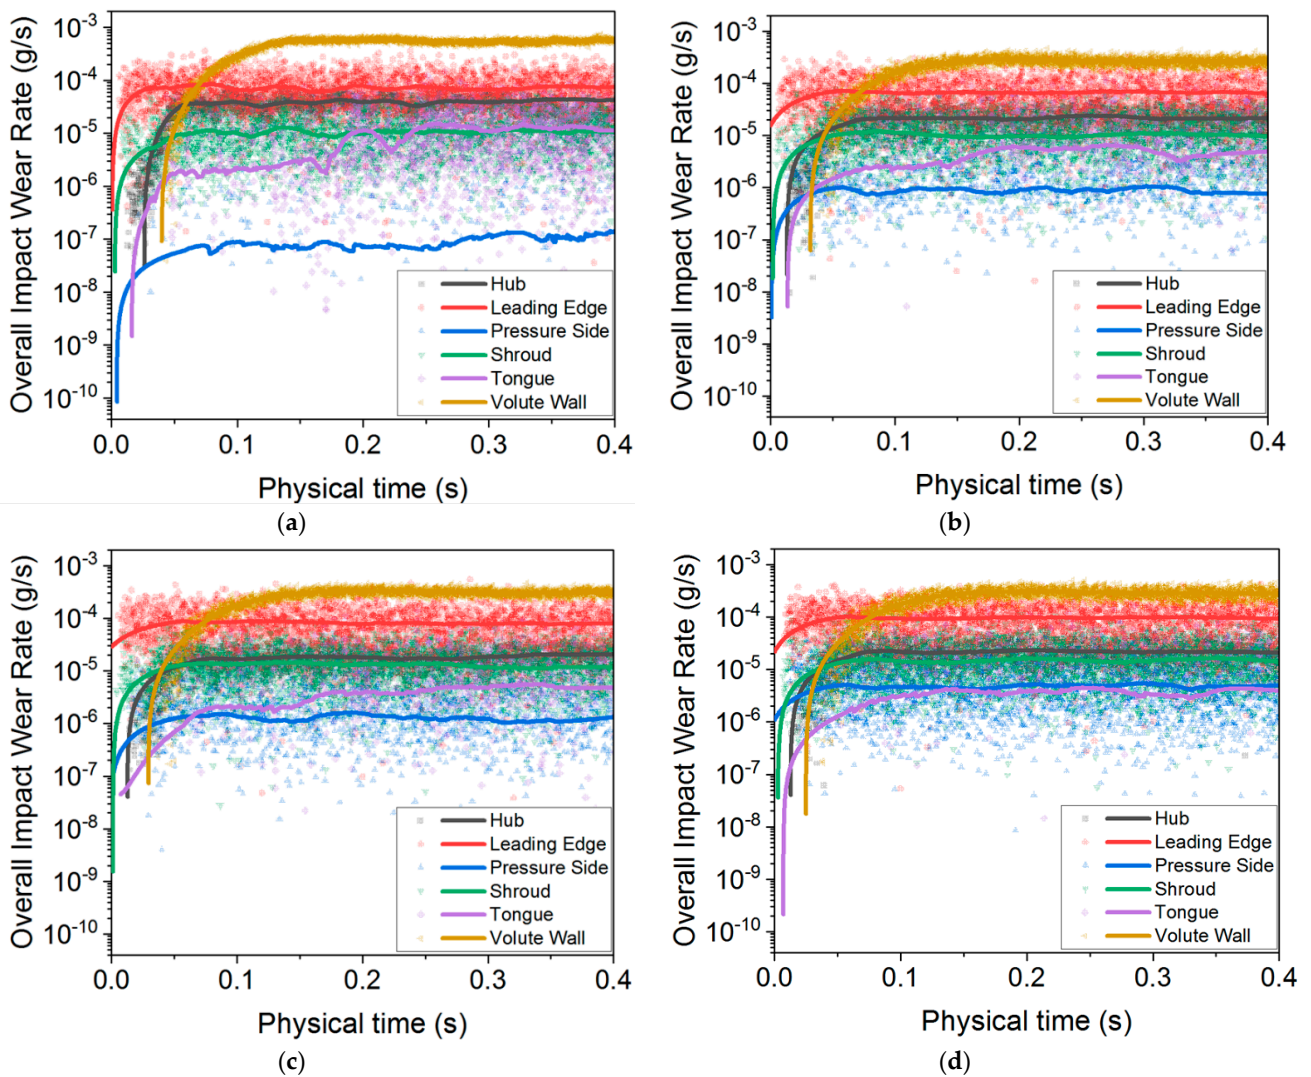 Overall Impact Wear Rate (g/s)
10-3
10-4
10-5
10-6
10-7
10-8
10-9
10-10
Hub
Leading Edge
Pressure Side
Shroud
Tongue
Volute Wall
0.0 0.1 0.2 0.3 0.4
Physical time (s)
(a)
Overall Impact Wear Rate (g/s)
10-3
10-4
10-5
10-6
10-7
10-8
10-9
10-10
Hub
Leading Edge
Pressure Side
Shroud
Tongue
Volute Wall
0.0 0.1 0.2 0.3 0.4
Physical time (s)
(b)
Overall Impact Wear Rate (g/s)
10-3
10-4
10-5
10-6
10-7
10-8
10-9
10-10
Hub
Leading Edge
Pressure Side
Shroud
Tongue
Volute Wall
0.0 0.1 0.2 0.3 0.4
Physical time (s)
(c)
Overall Impact Wear Rate (g/s)
10-3
10-4
10-5
10-6
10-7
10-8
10-9
10-10
Hub
Leading Edge
Pressure Side
Shroud
Tongue
Volute Wall
0.0 0.1 0.2 0.3 0.4
Physical time (s)
(d)